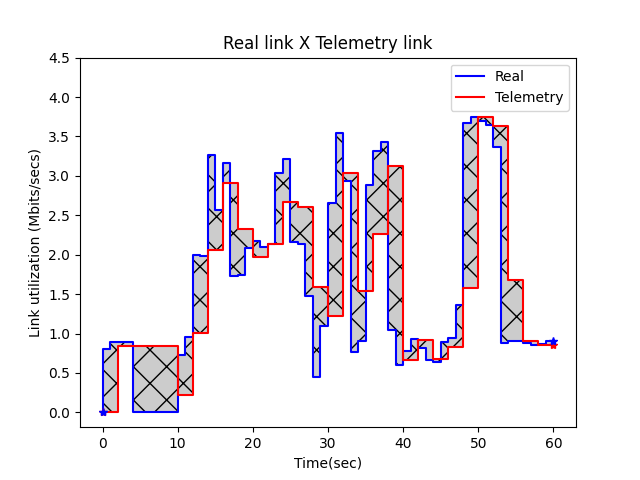 Real link X Telemetry link
Real
Telemetry
Link utilization (Mbits/secs)
4.5
4.0
3.5
3.0
2.5
2.0
1.5
1.0
0.5
0.0
0 10 20 30 40 50 60
Time(sec)